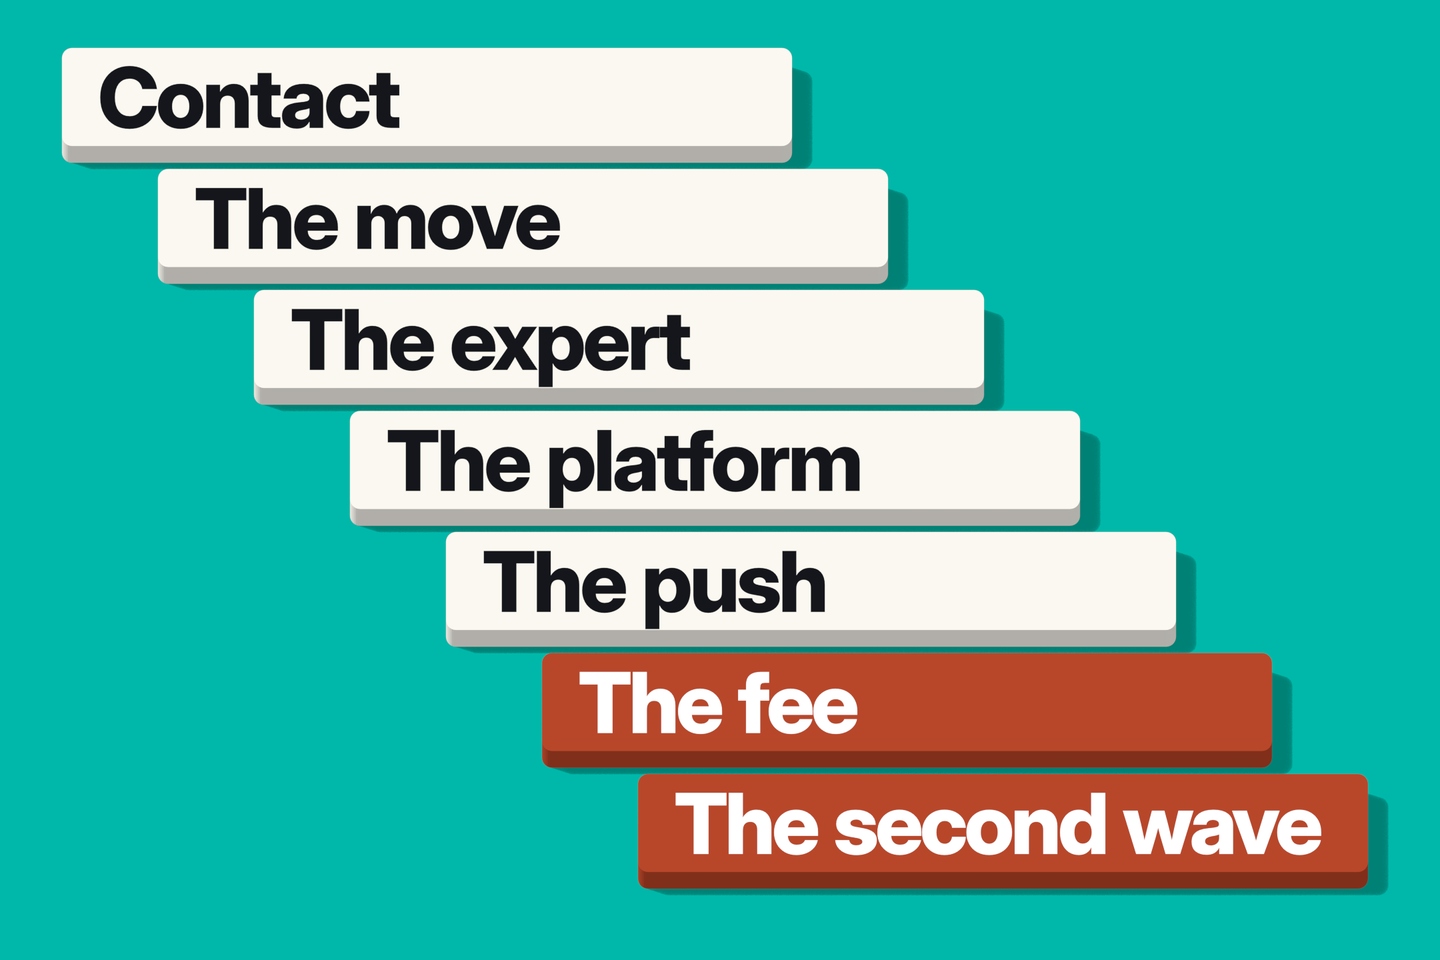 Contact
The move
The expert
The platform
The push
The fee
The second wave